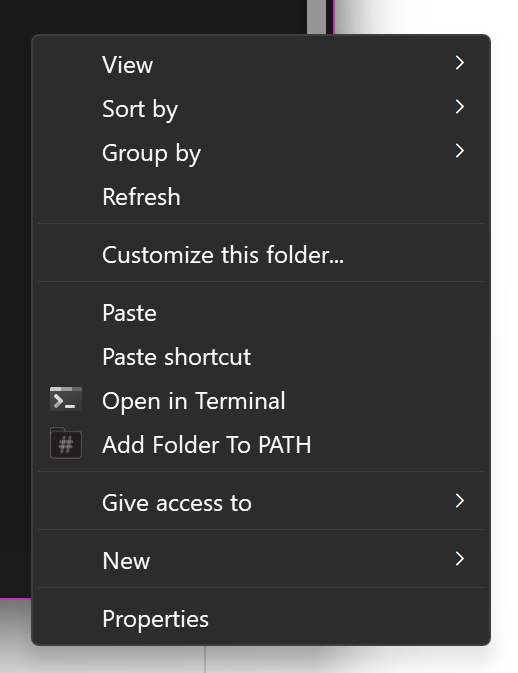 View
Sort by
Group by
Refresh
Customize this folder...
Paste
Paste shortcut
Open in Terminal
Add Folder To PATH
Give access to
New
Properties